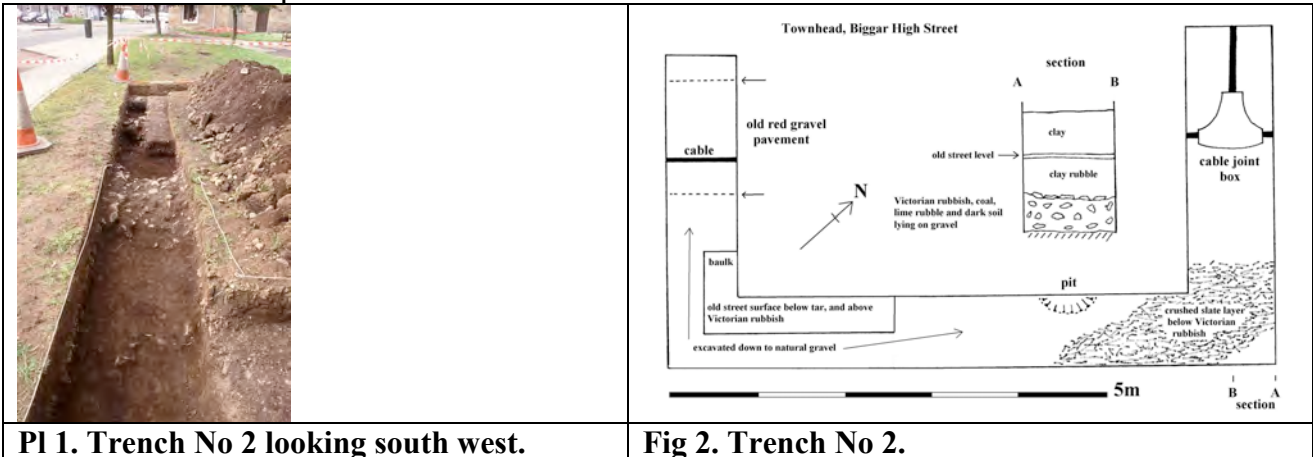 Townhead, Biggar High Street
section
A B
old red gravel
pavement
cable
clay
old street level
clay rubble
cable joint
box
N
Victorian rubbish, coal,
lime rubble and dark soil
lying on gravel
baulk
pit
old street surface below tar, and above
Victorian rubbish
crushed slate layer
below Victorian
rubbish
excavated down to natural gravel
5m
B A
section
Pl 1. Trench No 2 looking south west.
Fig 2. Trench No 2.